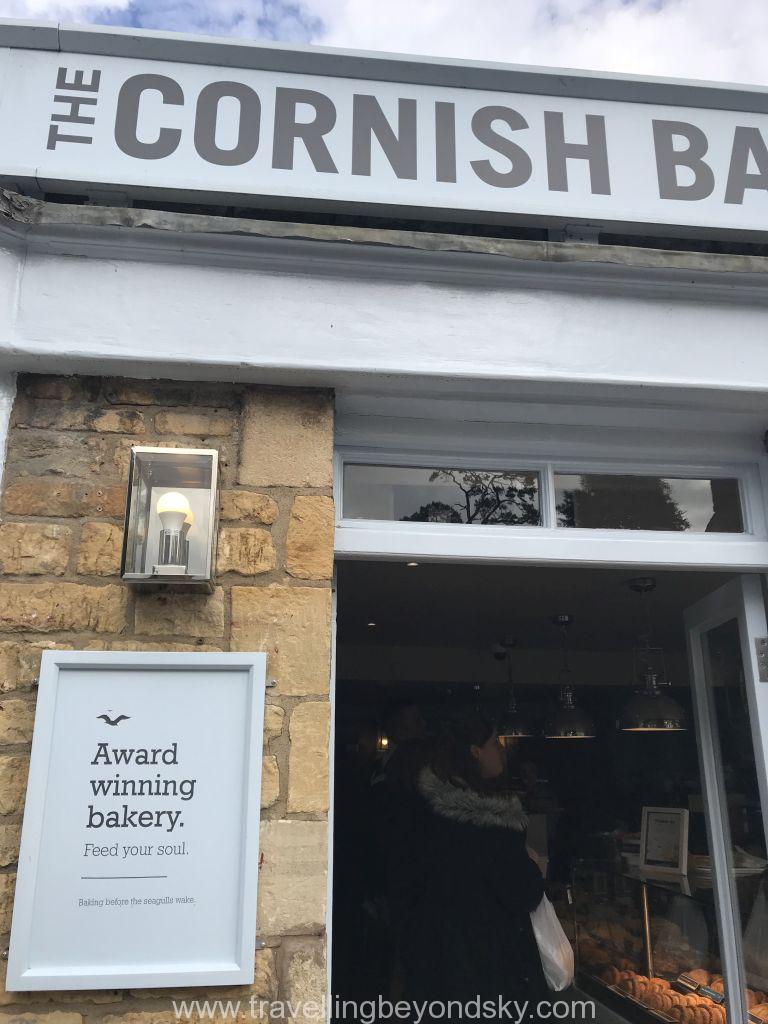 THE CORNISH BA
Award
winning
bakery.
Feed your soul.
Baking before the seagulls wake.
www.travellingbeyondsky.com